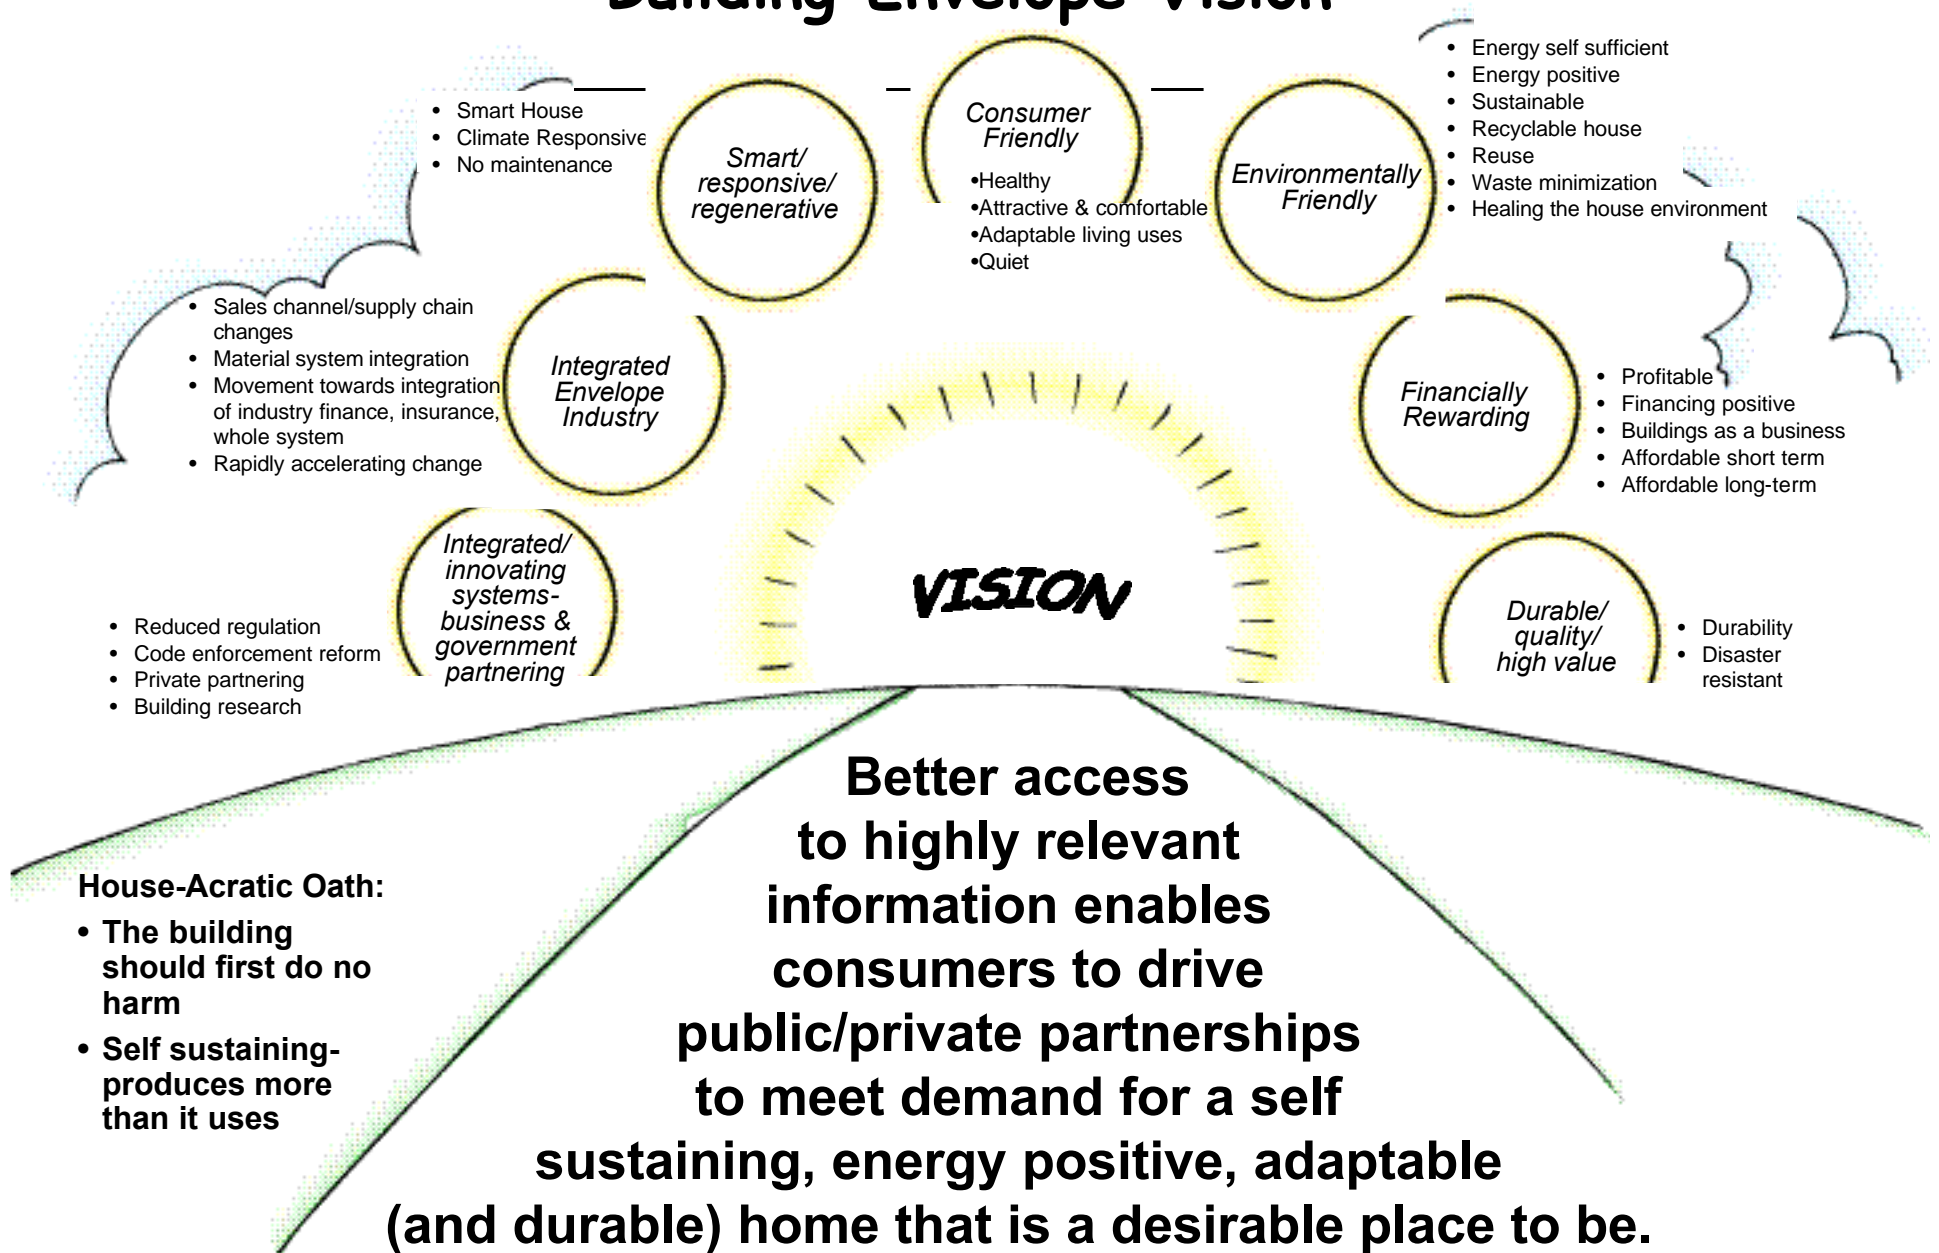 Building Envelope Vision
• Smart House
• Climate Responsive
• No maintenance
Smart/
responsive/
regenerative
Consumer
Friendly
•Healthy
•Attractive & comfortable
•Adaptable living uses
•Quiet
Environmentally
Friendly
• Energy self sufficient
• Energy positive
• Sustainable
• Recyclable house
• Reuse
• Waste minimization
• Healing the house environment
• Sales channel/supply chain
changes
• Material system integration
• Movement towards integration
of industry finance, insurance,
whole system
• Rapidly accelerating change
Integrated
Envelope
Industry
Financially
Rewarding
• Profitable
• Financing positive
• Buildings as a business
• Affordable short term
• Affordable long-term
• Reduced regulation
• Code enforcement reform
• Private partnering
• Building research
Integrated/
innovating
systems-
business &
government
partnering
VISION
Durable/
quality/
high value
• Durability
• Disaster
resistant
House-Acratic Oath:
• The building
should first do no
harm
• Self sustaining-
produces more
than it uses
Better access
to highly relevant
information enables
consumers to drive
public/private partnerships
to meet demand for a self
sustaining, energy positive, adaptable
(and durable) home that is a desirable place to be.